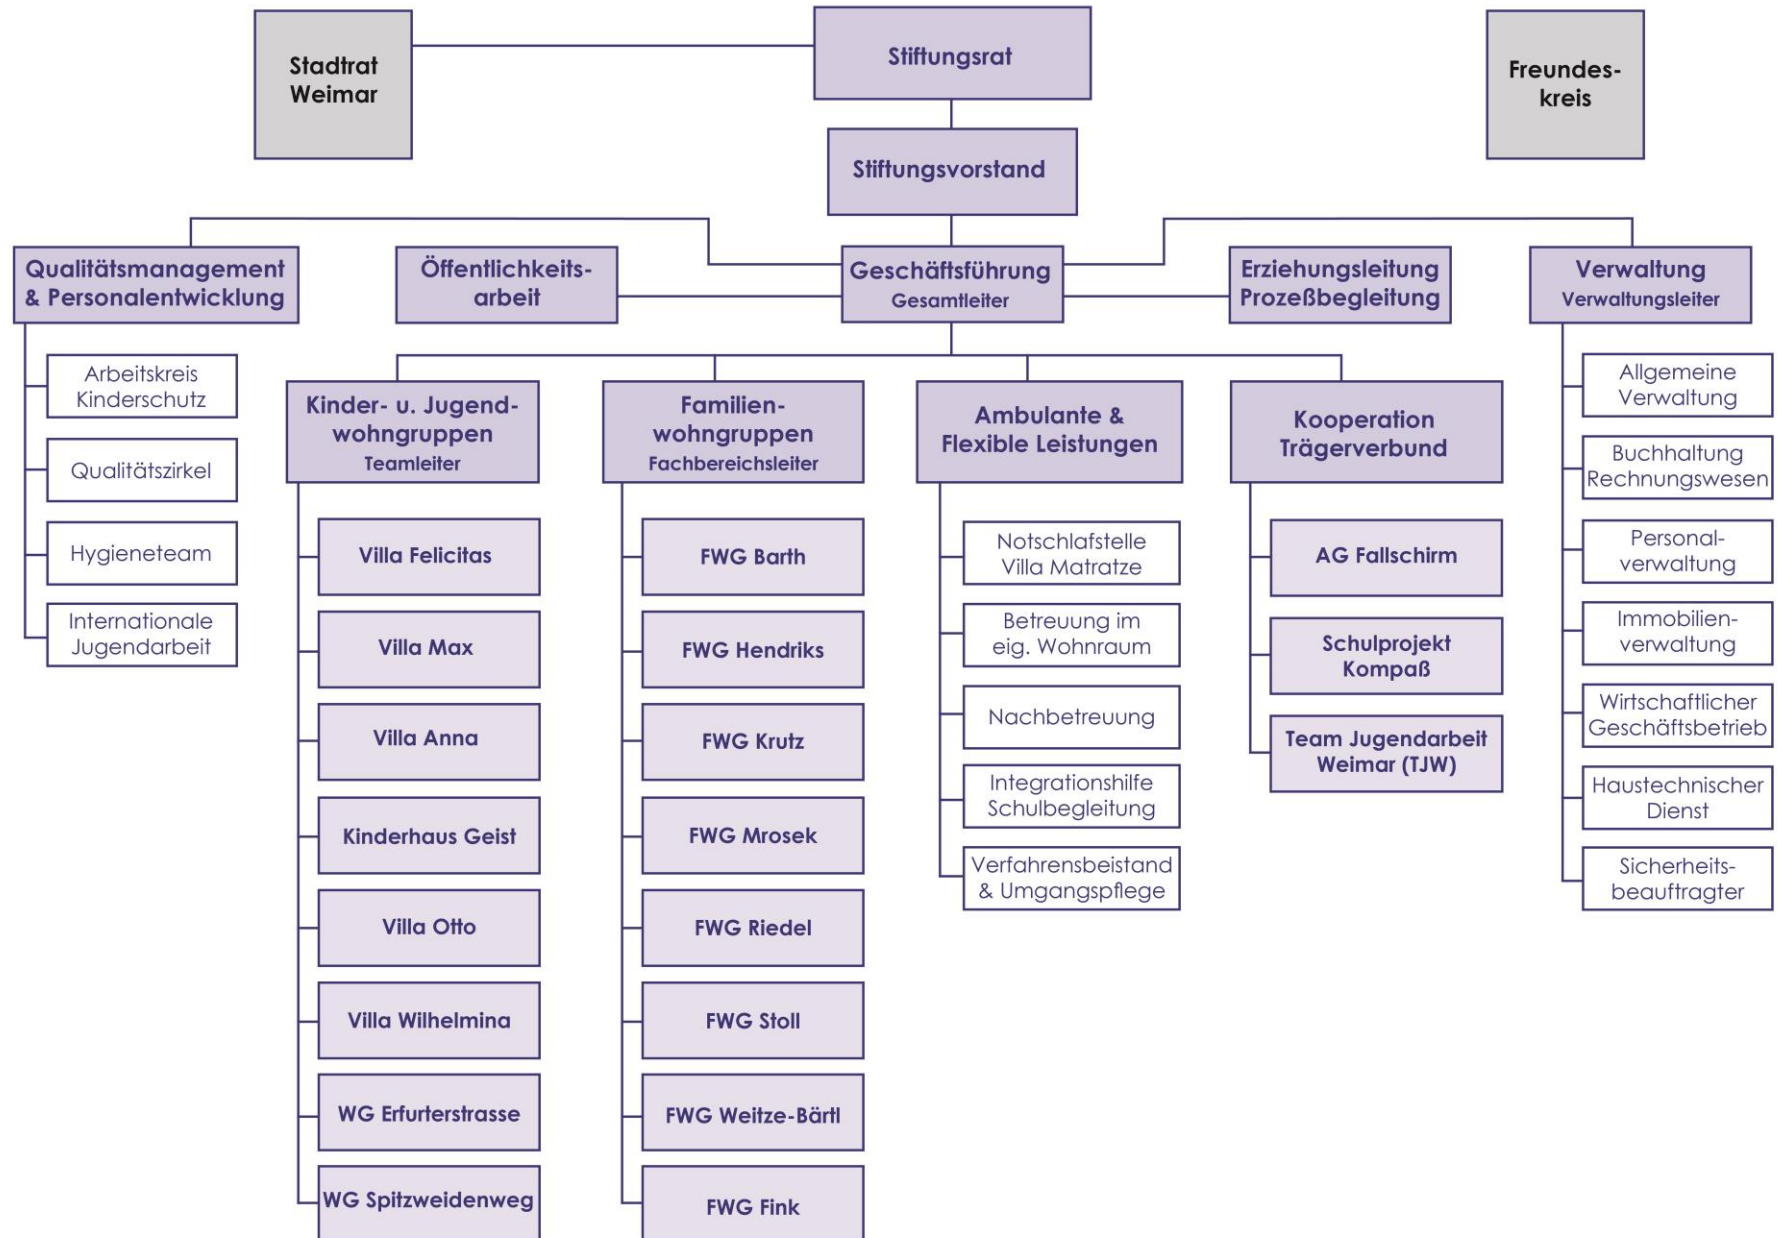 Stadtrat
Weimar
Stiftungsrat
Freundes-
kreis
Stiftungsvorstand
Qualitätsmanagement
& Personalentwicklung
Öffentlichkeits-
arbeit
Geschäftsführung
Gesamtleiter
Erziehungsleitung
Prozeßbegleitung
Verwaltung
Verwaltungsleiter
Arbeitskreis
Kinderschutz
Qualitätszirkel
Hygieneteam
Internationale
Jugendarbeit
Kinder- u. Jugend-
wohngruppen
Teamleiter
Villa Felicitas
Villa Max
Villa Anna
Kinderhaus Geist
Villa Otto
Villa Wilhelmina
WG Erfurterstrasse
WG Spitzweidenweg
Familien-
wohngruppen
Fachbereichsleiter
FWG Barth
FWG Hendriks
FWG Krutz
FWG Mrosek
FWG Riedel
FWG Stoll
FWG Weitze-Bärtl
FWG Fink
Ambulante &
Flexible Leistungen
Notschlafstelle
Villa Matratze
Betreuung im
eig. Wohnraum
Nachbetreuung
Integrationshilfe
Schulbegleitung
Verfahrensbeistand
& Umgangspflege
Kooperation
Trägerverbund
AG Fallschirm
Schulprojekt
Kompaß
Team Jugendarbeit
Weimar (TJW)
Allgemeine
Verwaltung
Buchhaltung
Rechnungswesen
Personal-
verwaltung
Immobilien-
verwaltung
Wirtschaftlicher
Geschäftsbetrieb
Haustechnischer
Dienst
Sicherheits-
beauftragter